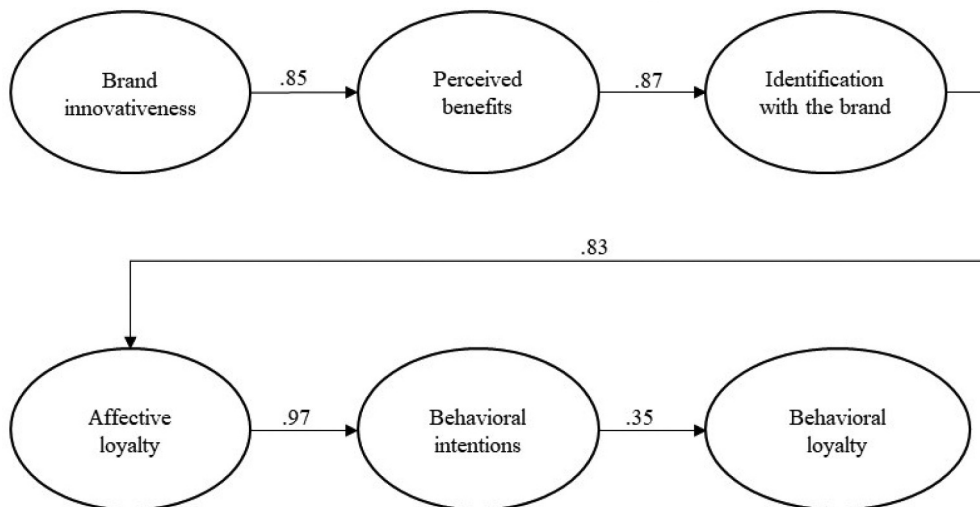 Brand
innovativeness
.85
Perceived
benefits
.87
Identification
with the brand
.83
Affective
loyalty
.97
Behavioral
intentions
.35
Behavioral
loyalty